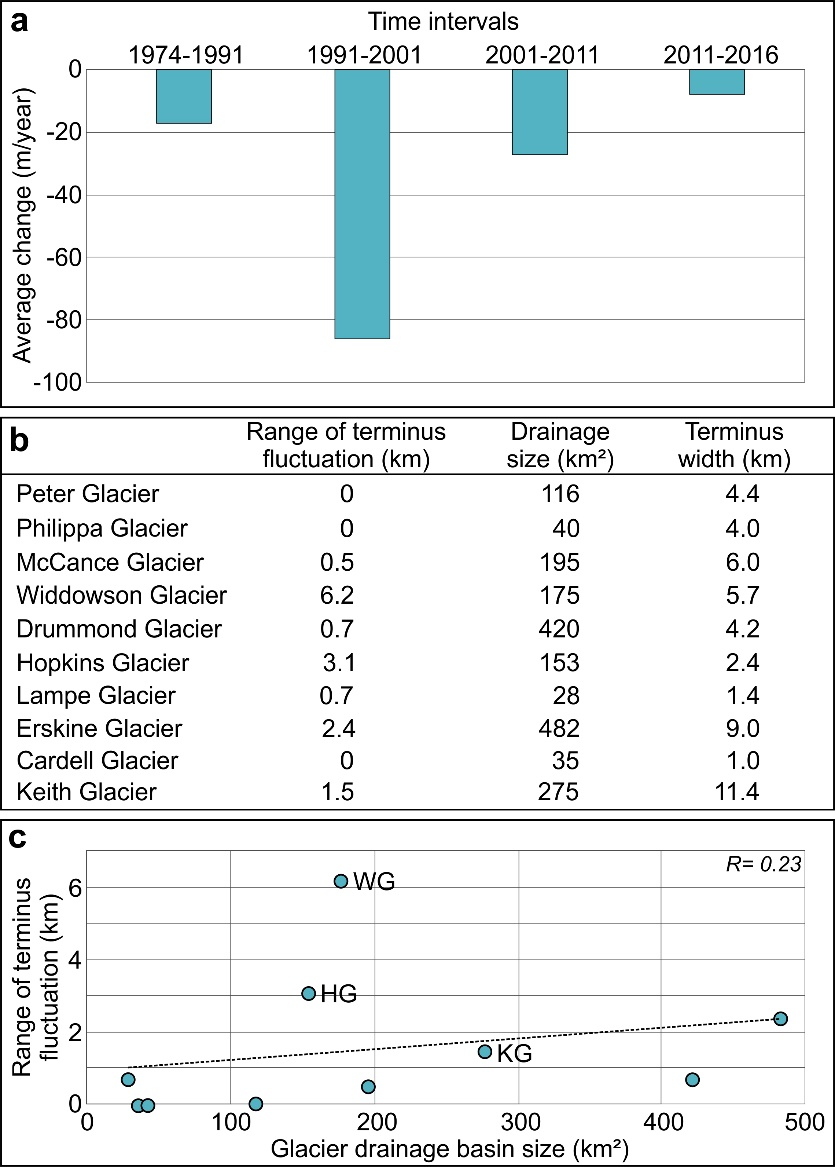 a
Time intervals
1974-1991 1991-2001 2001-2011 2011-2016
Average change (m/year)
0
-20
-40
-60
-80
-100
b
Range of terminus fluctuation (km) Drainage size (km²) Terminus width (km)
Peter Glacier 0 116 4.4
Philippa Glacier 0 40 4.0
McCance Glacier 0.5 195 6.0
Widdowson Glacier 6.2 175 5.7
Drummond Glacier 0.7 420 4.2
Hopkins Glacier 3.1 153 2.4
Lampe Glacier 0.7 28 1.4
Erskine Glacier 2.4 482 9.0
Cardell Glacier 0 35 1.0
Keith Glacier 1.5 275 11.4
c
R= 0.23
Range of terminus
fluctuation (km)
6
4
2
0
WG
HG
KG
0 100 200 300 400 500
Glacier drainage basin size (km²)